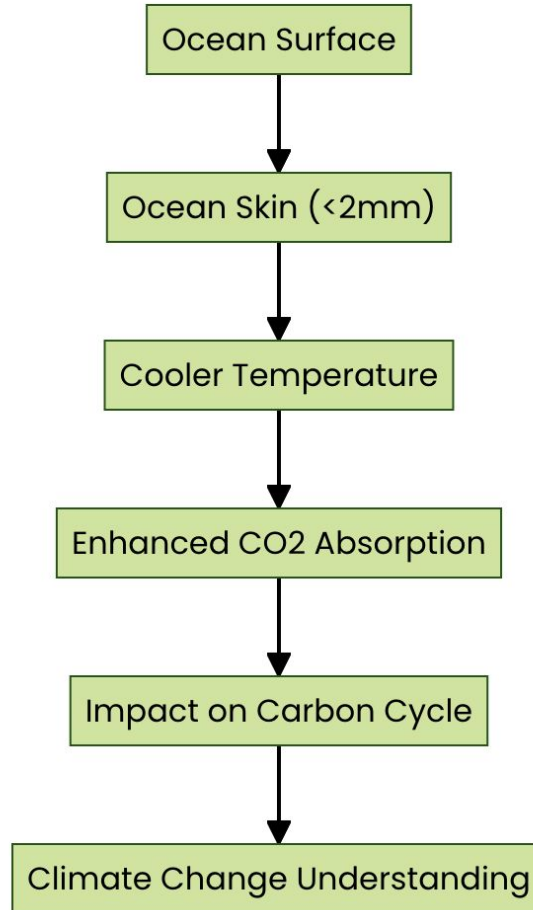 Ocean Surface
Ocean Skin (<2mm)
Cooler Temperature
Enhanced CO2 Absorption
Impact on Carbon Cycle
Climate Change Understanding